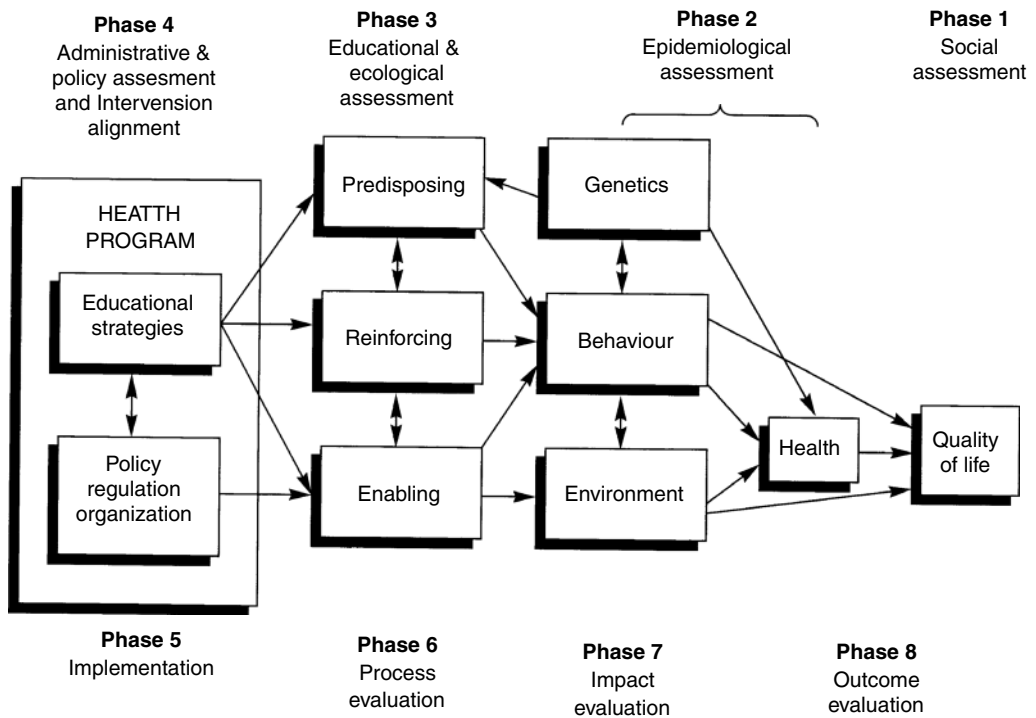 Phase 4
Administrative &
policy assesment
and Intervension
alignment
Phase 3
Educational &
ecological
assessment
Phase 2
Epidemiological
assessment
Phase 1
Social
assessment
HEATTH
PROGRAM
Educational
strategies
Policy
regulation
organization
Predisposing
Reinforcing
Enabling
Genetics
Behaviour
Environment
Health
Quality
of life
Phase 5
Implementation
Phase 6
Process
evaluation
Phase 7
Impact
evaluation
Phase 8
Outcome
evaluation